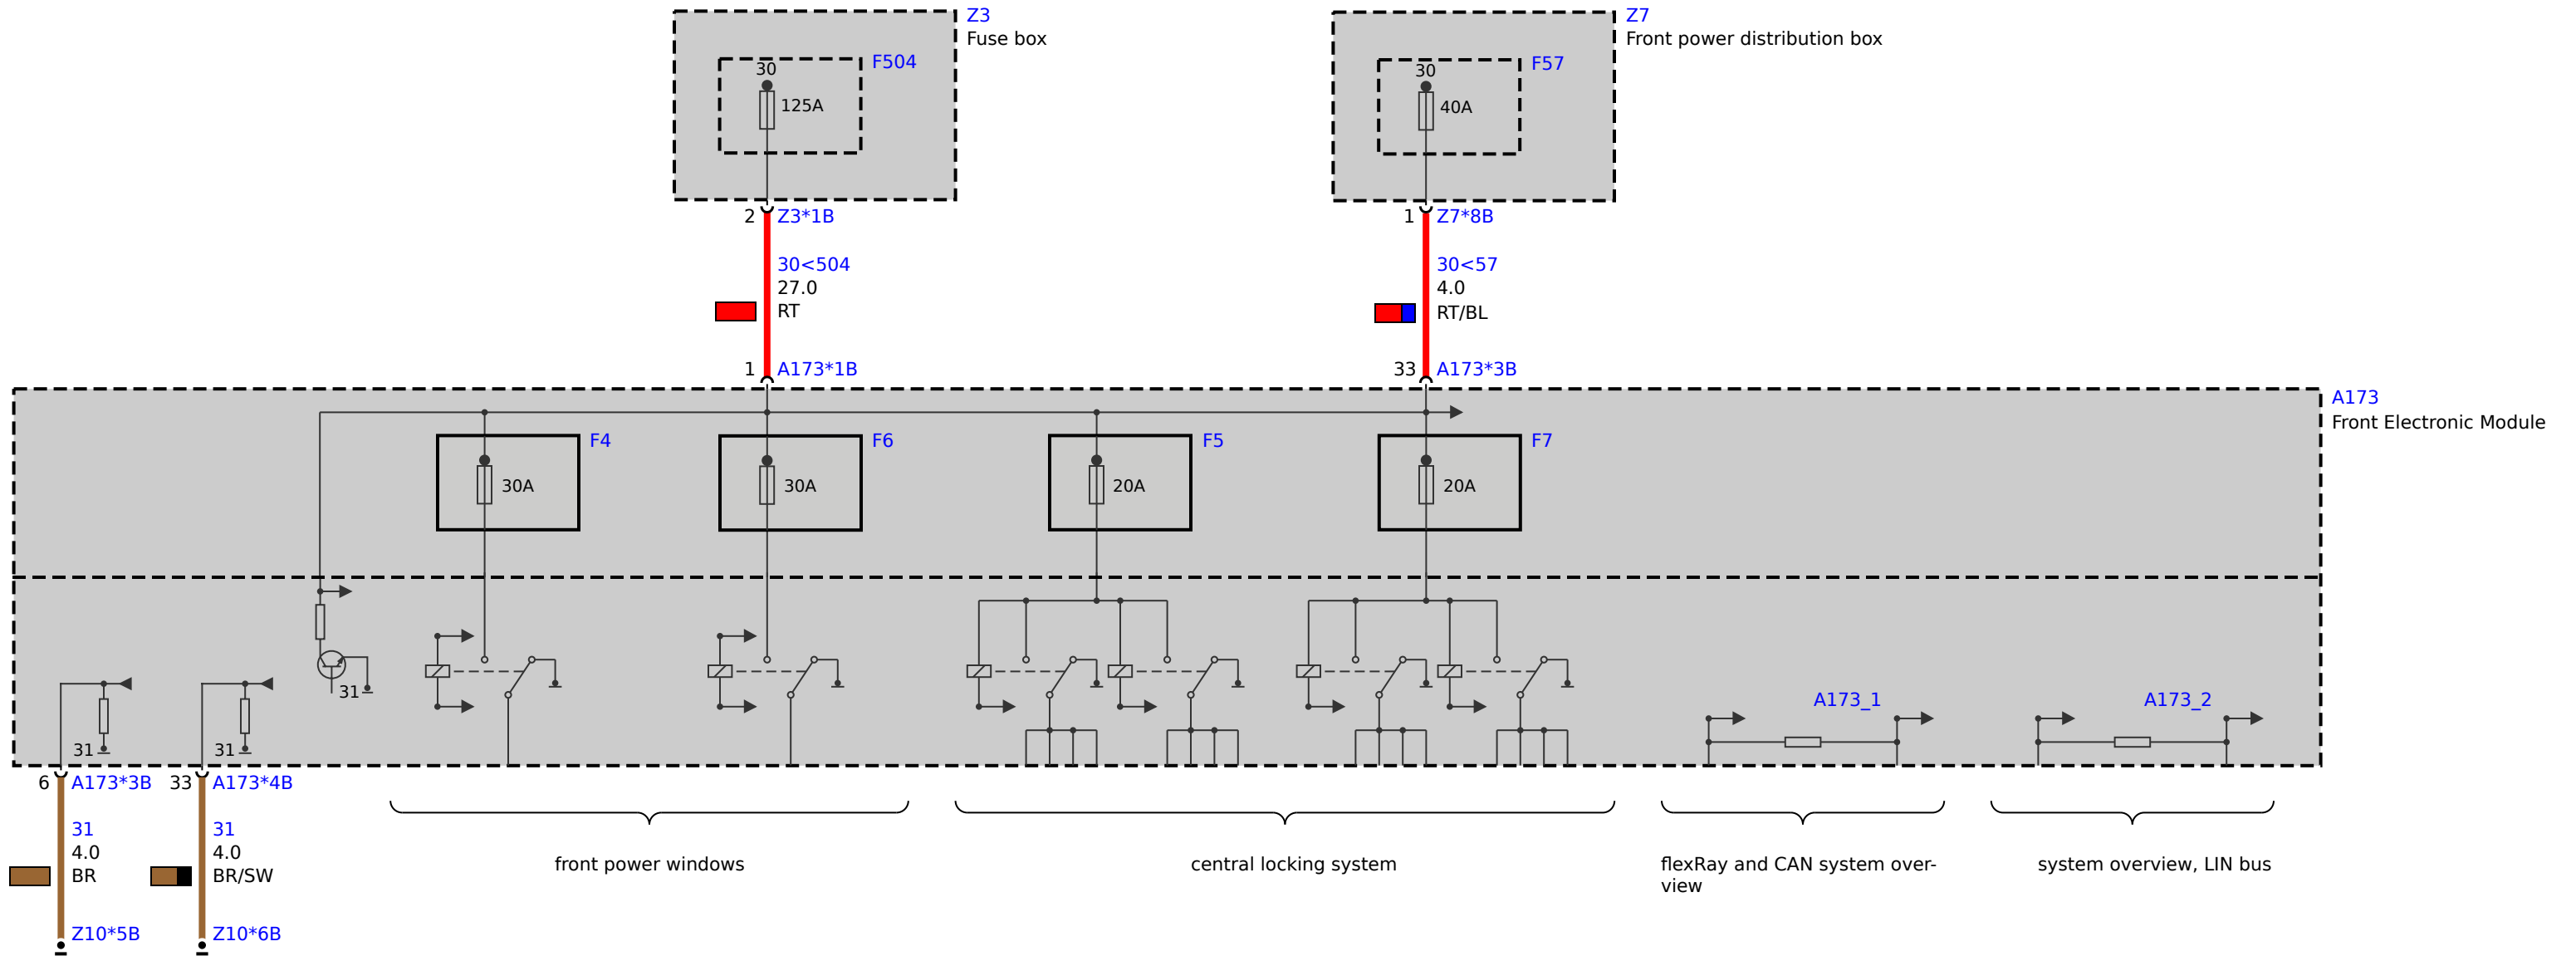 Z3
Fuse box
F504
30
125A
Z7
Front power distribution box
F57
30
40A
2 Z3*1B
30<504
27.0
RT
1 A173*1B
1 Z7*8B
30<57
4.0
RT/BL
33 A173*3B
A173
Front Electronic Module
F4
30A
F6
30A
F5
20A
F7
20A
31
31
31
A173_1
A173_2
6 A173*3B
31
4.0
BR
Z10*5B
33 A173*4B
31
4.0
BR/SW
Z10*6B
front power windows
central locking system
flexRay and CAN system over-
view
system overview, LIN bus